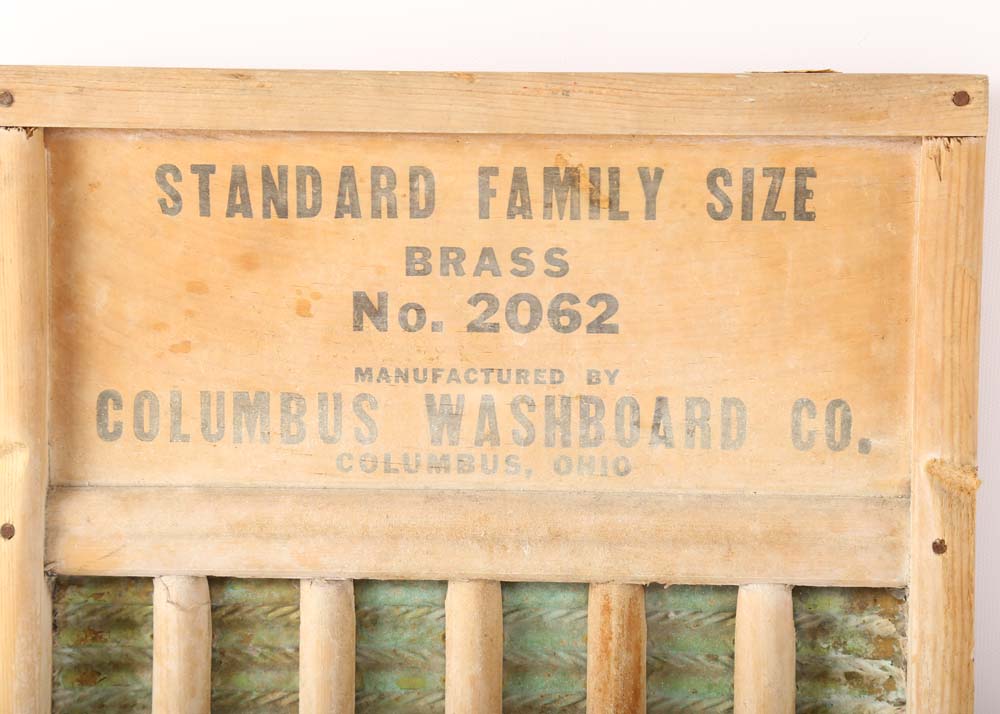 STANDARD FAMILY SIZE
BRASS
No. 2062
MANUFACTURED BY
COLUMBUS WASHBOARD CO.
COLUMBUS, OHIO